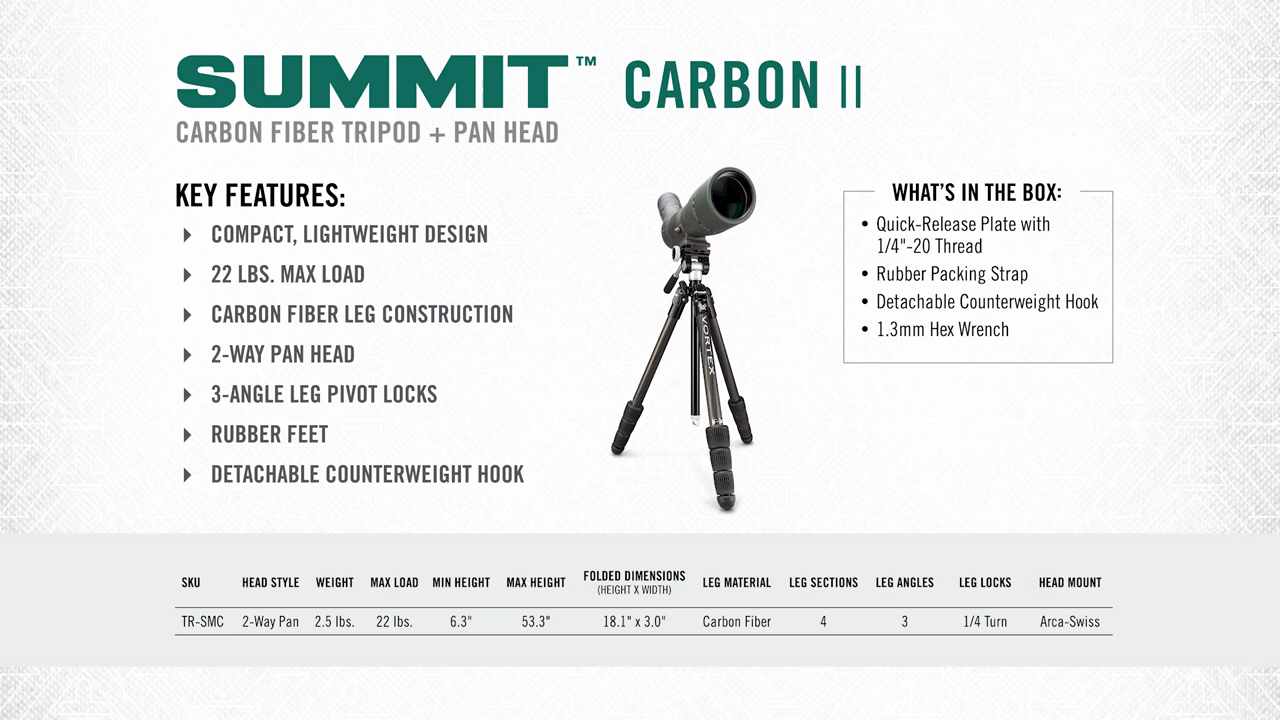 SUMMIT™ CARBON II
CARBON FIBER TRIPOD + PAN HEAD
KEY FEATURES:
COMPACT, LIGHTWEIGHT DESIGN
22 LBS. MAX LOAD
CARBON FIBER LEG CONSTRUCTION
2-WAY PAN HEAD
3-ANGLE LEG PIVOT LOCKS
RUBBER FEET
DETACHABLE COUNTERWEIGHT HOOK
VORTEX
WHAT'S IN THE BOX:
• Quick-Release Plate with
1/4"-20 Thread
• Rubber Packing Strap
• Detachable Counterweight Hook
• 1.3mm Hex Wrench
SKU HEAD STYLE WEIGHT MAX LOAD MIN HEIGHT MAX HEIGHT FOLDED DIMENSIONS (HEIGHT X WIDTH) LEG MATERIAL LEG SECTIONS LEG ANGLES LEG LOCKS HEAD MOUNT
TR-SMC 2-Way Pan 2.5 lbs. 22 lbs. 6.3" 53.3" 18.1" x 3.0" Carbon Fiber 4 3 1/4 Turn Arca-Swiss